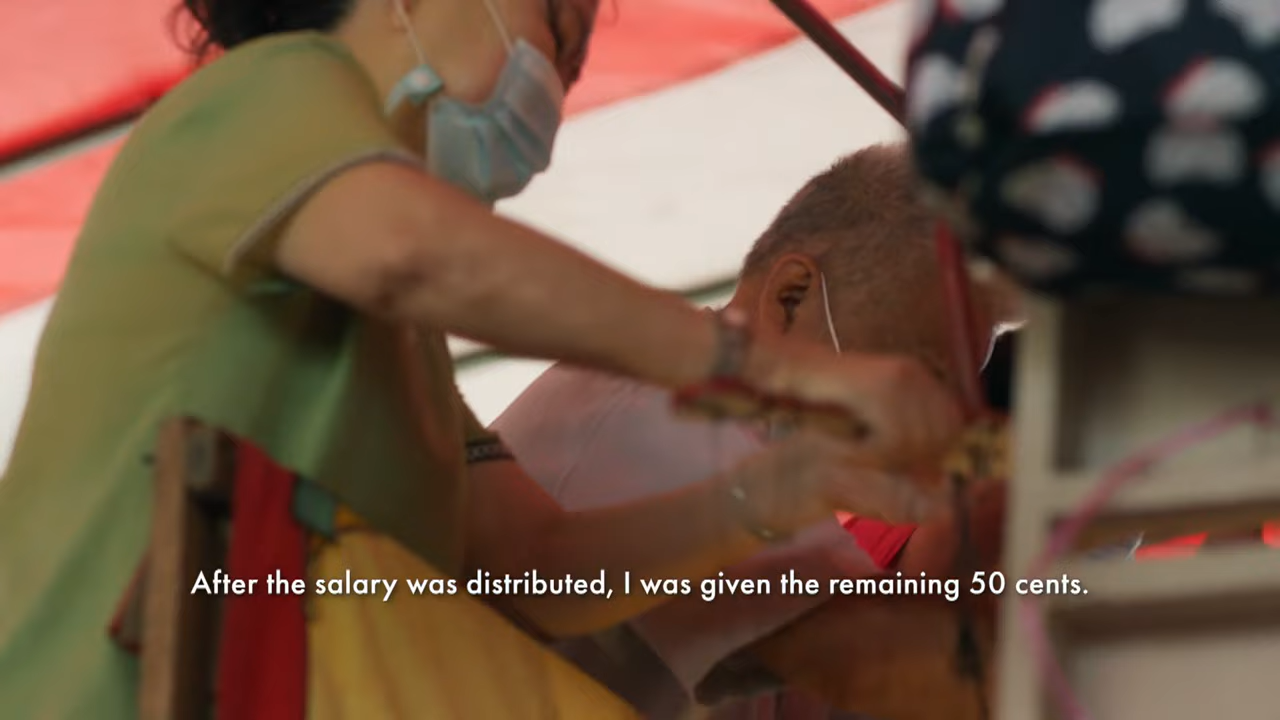 After the salary was distributed, I was given the remaining 50 cents.